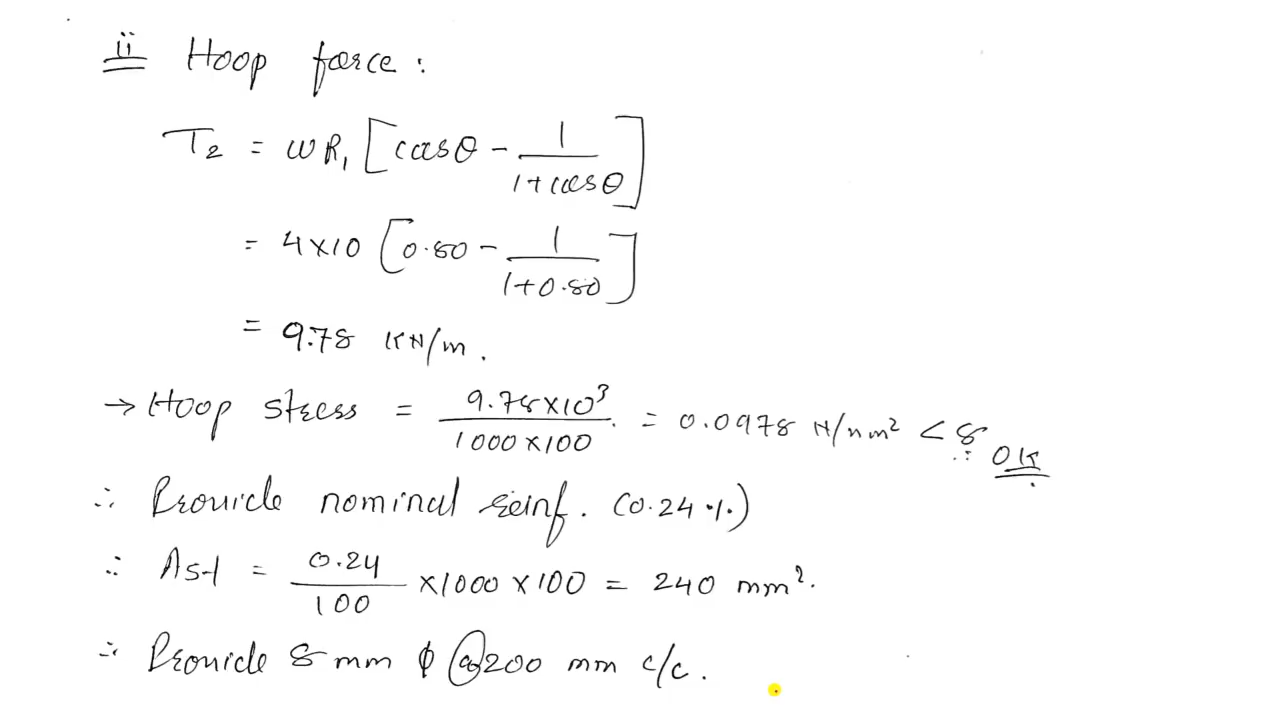 ii Hoop force :
T2 = wR1 [cosθ - 1/(1+cosθ)]
= 4×10 [0.80 - 1/(1+0.80)]
= 9.78 kN/m.
→ Hoop stress = 9.78×10³/(1000×100) = 0.0978 N/mm² < 8 ∴ OK
∴ Provide nominal reinf. (0.24 %)
∴ Ast = 0.24/100 ×1000×100 = 240 mm².
∴ Provide 8 mm ϕ @200 mm c/c.